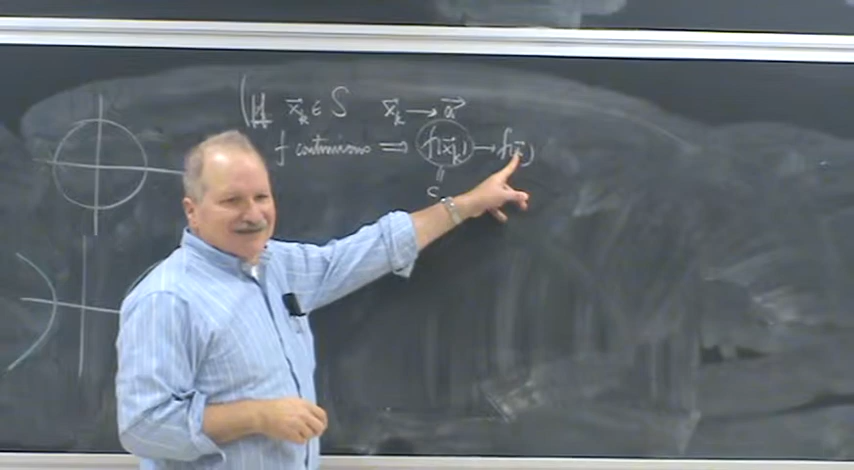 (If x⃗ₖ ∈ S x⃗ₖ → a⃗
f continuous ⟹ f(x⃗ₖ) → f(a⃗)
||
c